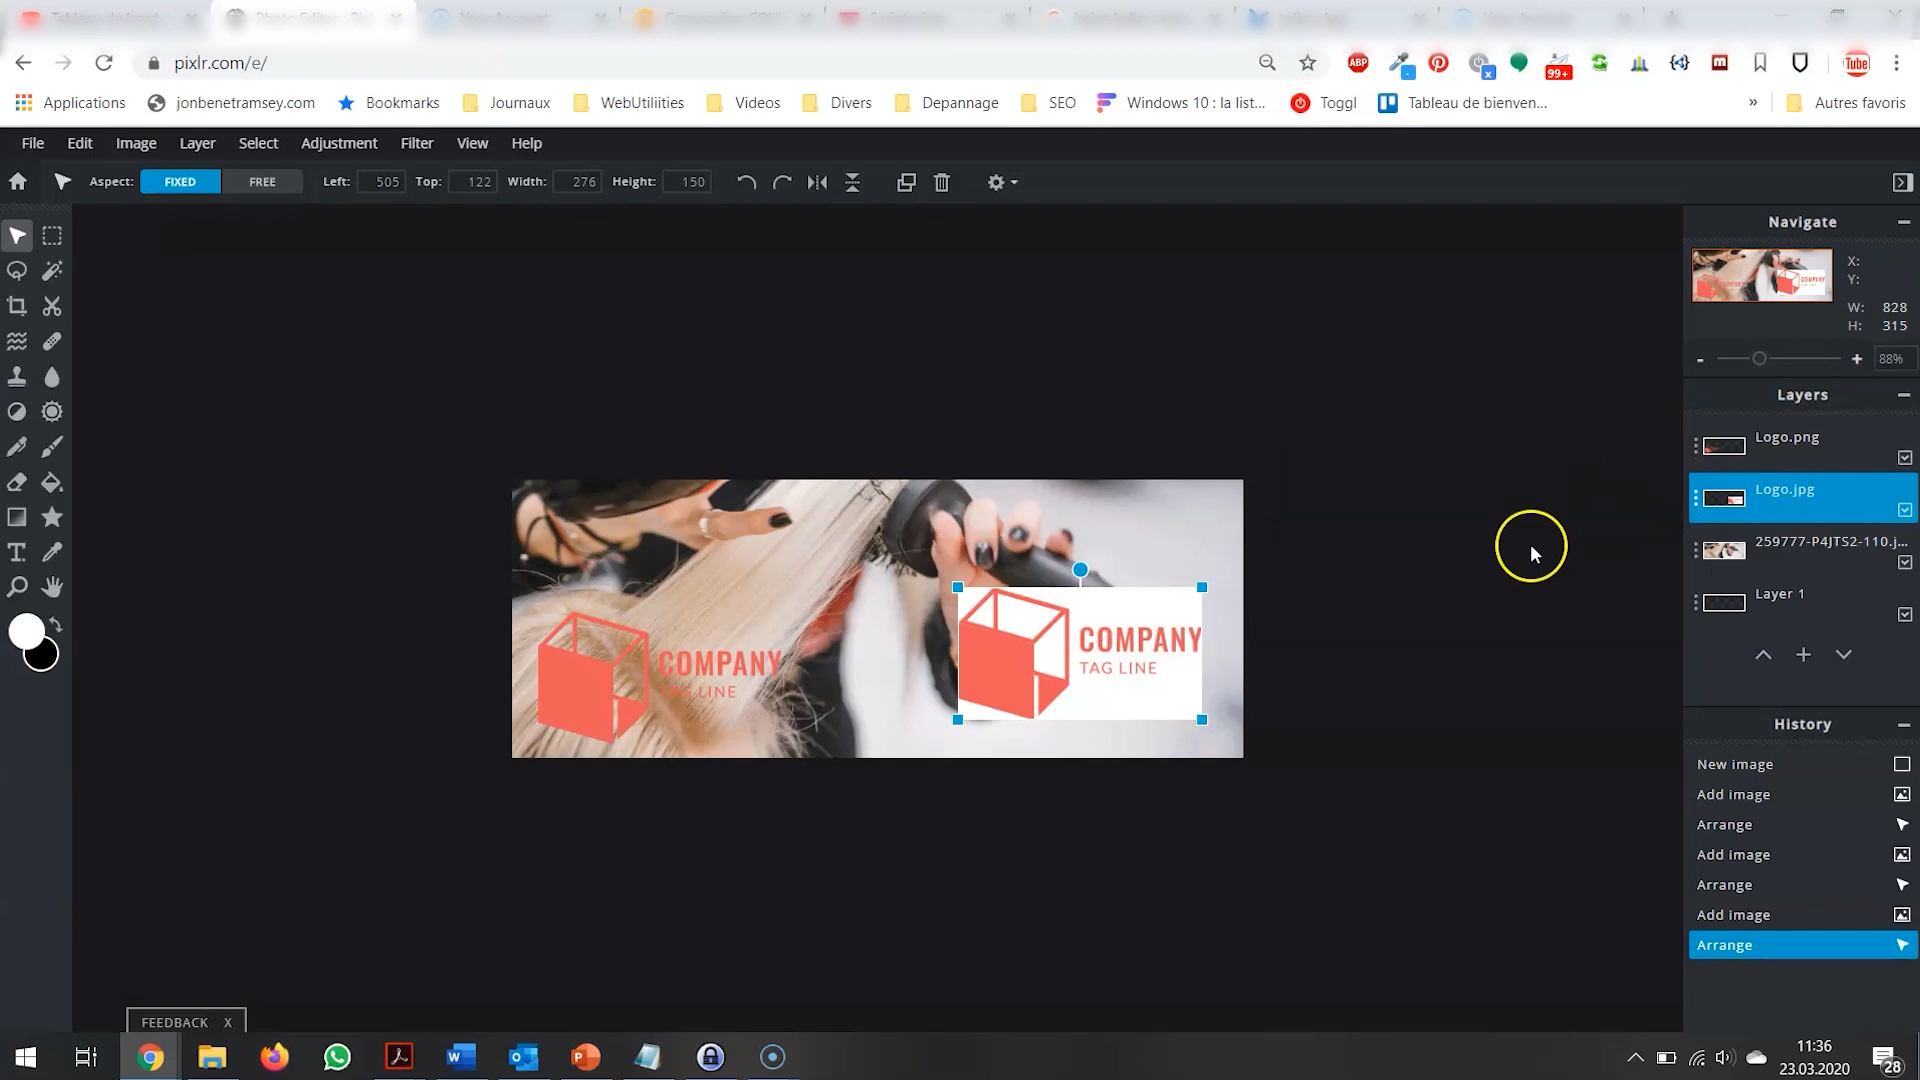 pixlr.com/e/
ABP
99+
Tube
Applications jonbenetramsey.com Bookmarks Journaux WebUtiliities Videos Divers Depannage SEO Windows 10 : la list... Toggl Tableau de bienven... » Autres favoris
File Edit Image Layer Select Adjustment Filter View Help
Aspect: FIXED FREE Left: 505 Top: 122 Width: 276 Height: 150
Navigate
X:
Y:
W: 828
H: 315
88%
Layers
Logo.png
Logo.jpg
259777-P4JTS2-110.j...
Layer 1
COMPANY
TAG LINE
COMPANY
TAG LINE
History
New image
Add image
Arrange
Add image
Arrange
Add image
Arrange
FEEDBACK X
11:36
23.03.2020
28